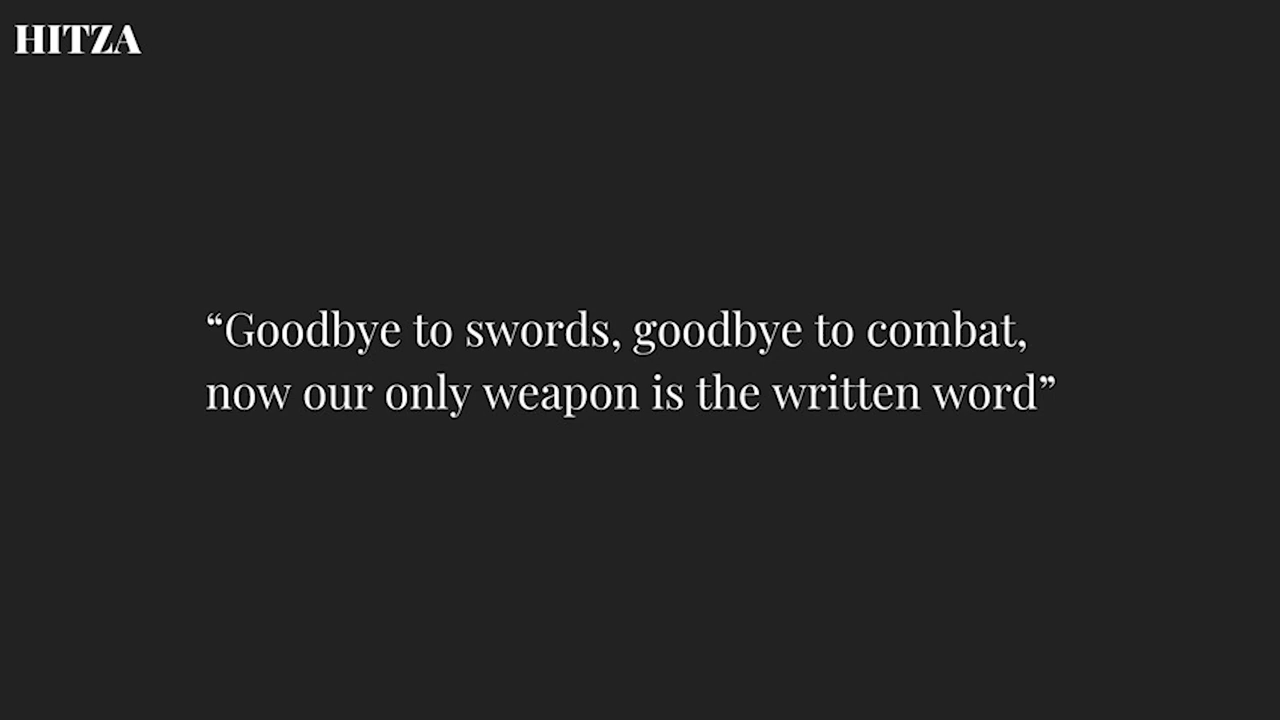 HITZA
“Goodbye to swords, goodbye to combat,
now our only weapon is the written word”